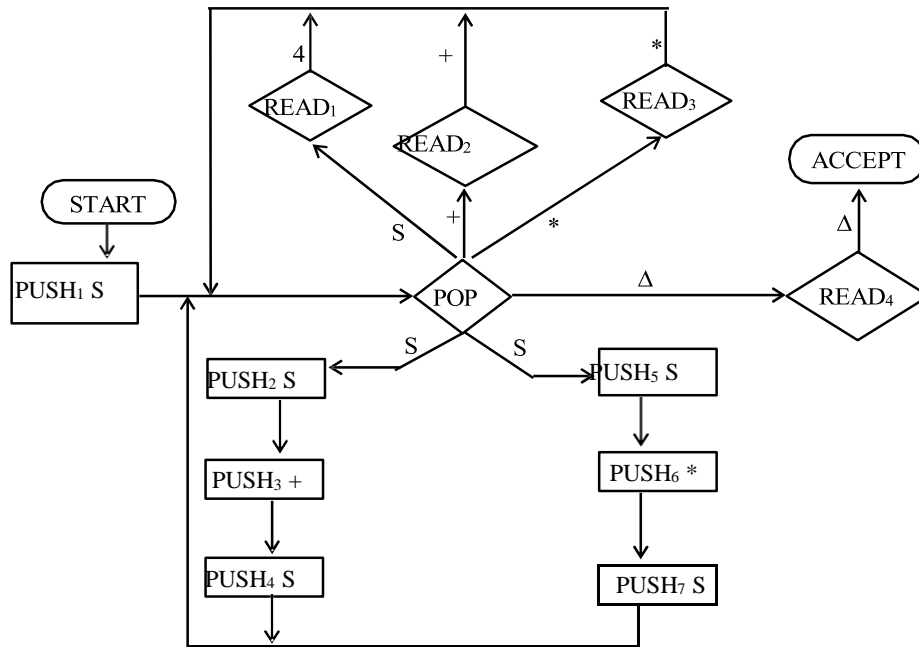 4
+
*
READ₁
READ₂
READ₃
ACCEPT
START
S
+
*
Δ
PUSH₁ S
POP
Δ
READ₄
S
S
PUSH₂ S
PUSH₅ S
PUSH₃ +
PUSH₆ *
PUSH₄ S
PUSH₇ S